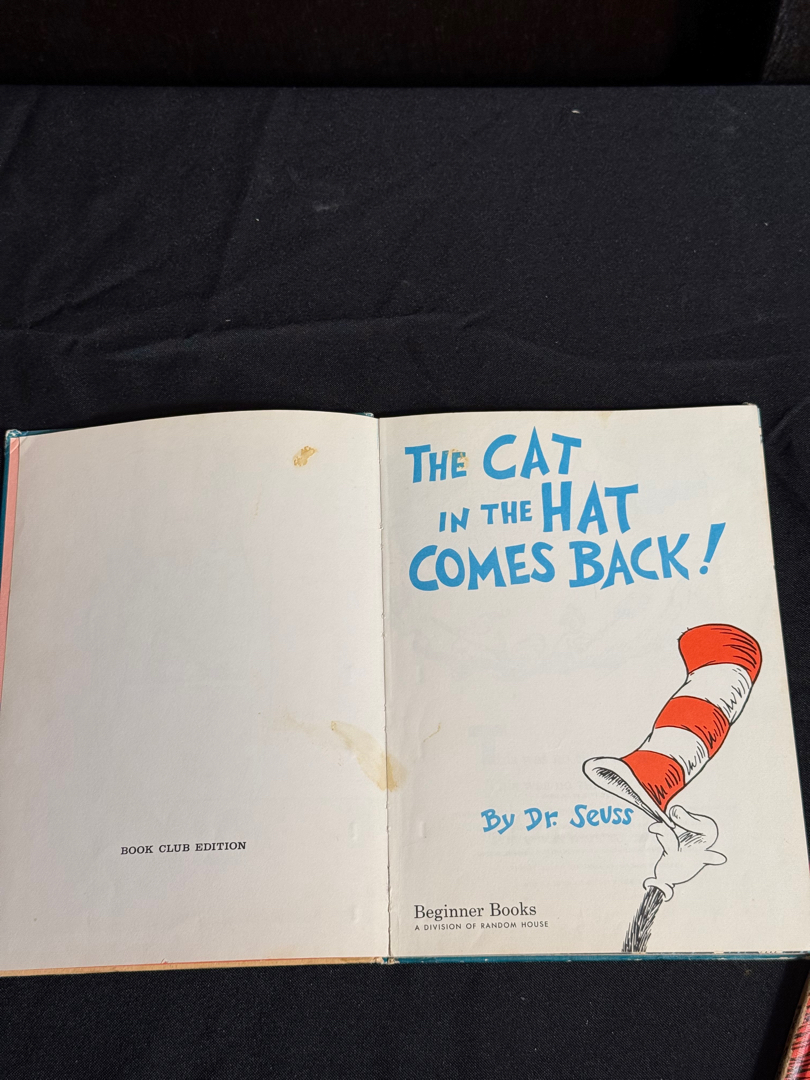 BOOK CLUB EDITION
THE CAT
IN THE HAT
COMES BACK!
By Dr. Seuss
Beginner Books
A DIVISION OF RANDOM HOUSE